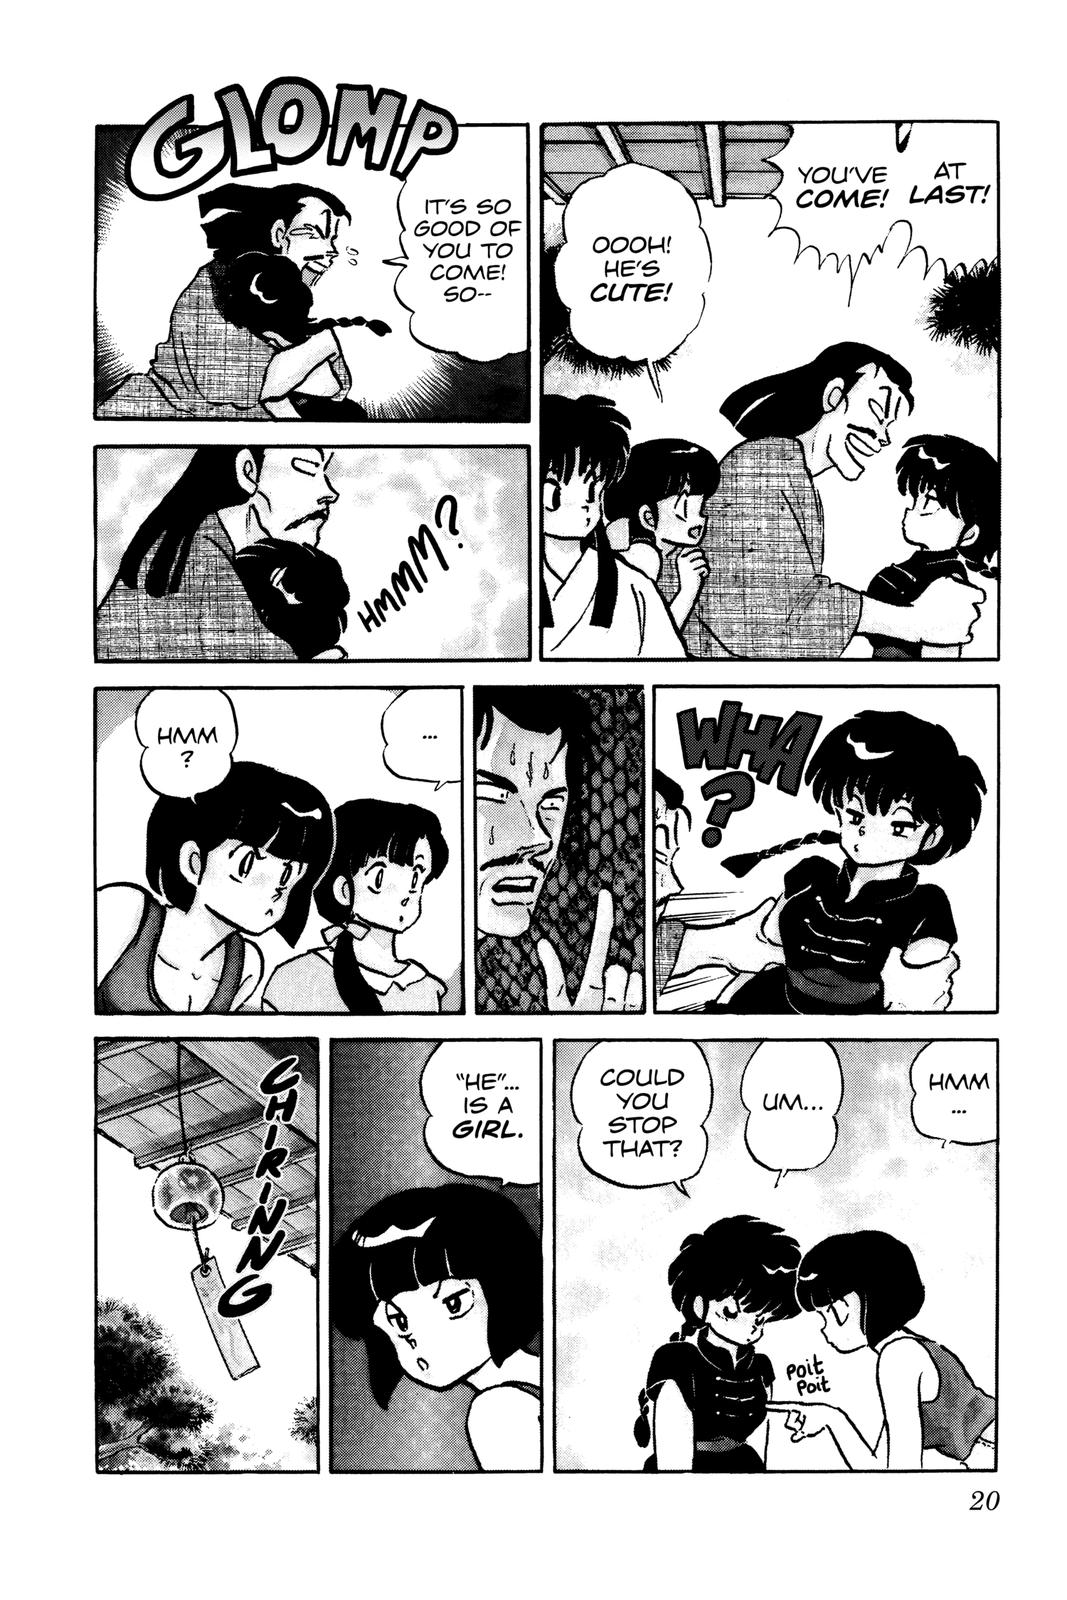 AT
LAST!
YOU'VE
COME!
OOOH!
HE'S
CUTE!
GLOMP
IT'S SO
GOOD OF
YOU TO
COME!
SO--
HMMM?
WHA
?
...
HMM
?
HMM
...
UM...
COULD
YOU
STOP
THAT?
POIT
POIT
"HE"...
IS A
GIRL.
CHIRINNG
20